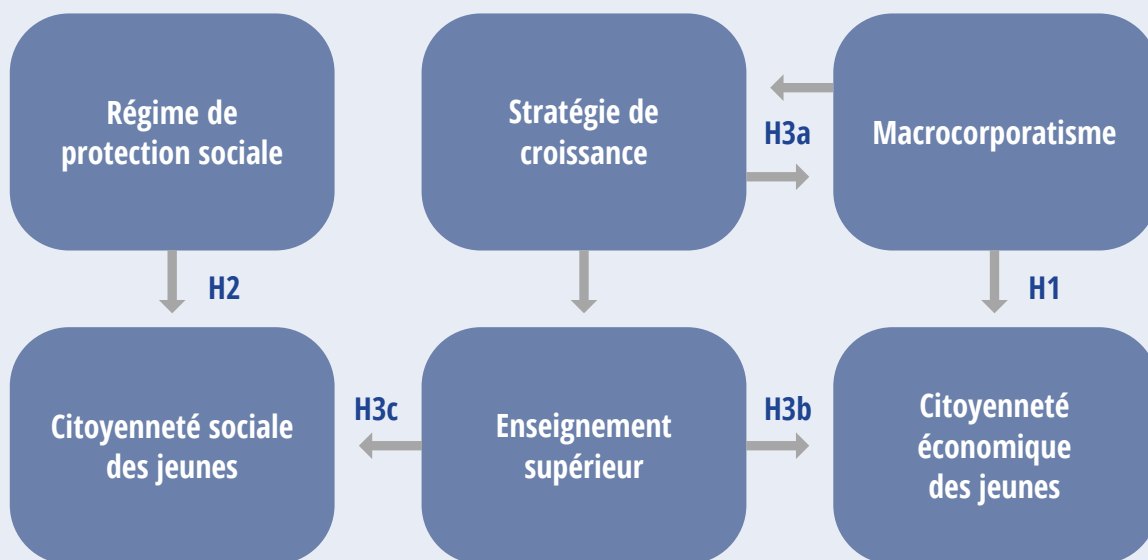 Régime de
protection sociale
Stratégie de
croissance
H3a
Macrocorporatisme
H2
H1
Citoyenneté sociale
des jeunes
H3c
Enseignement
supérieur
H3b
Citoyenneté
économique
des jeunes